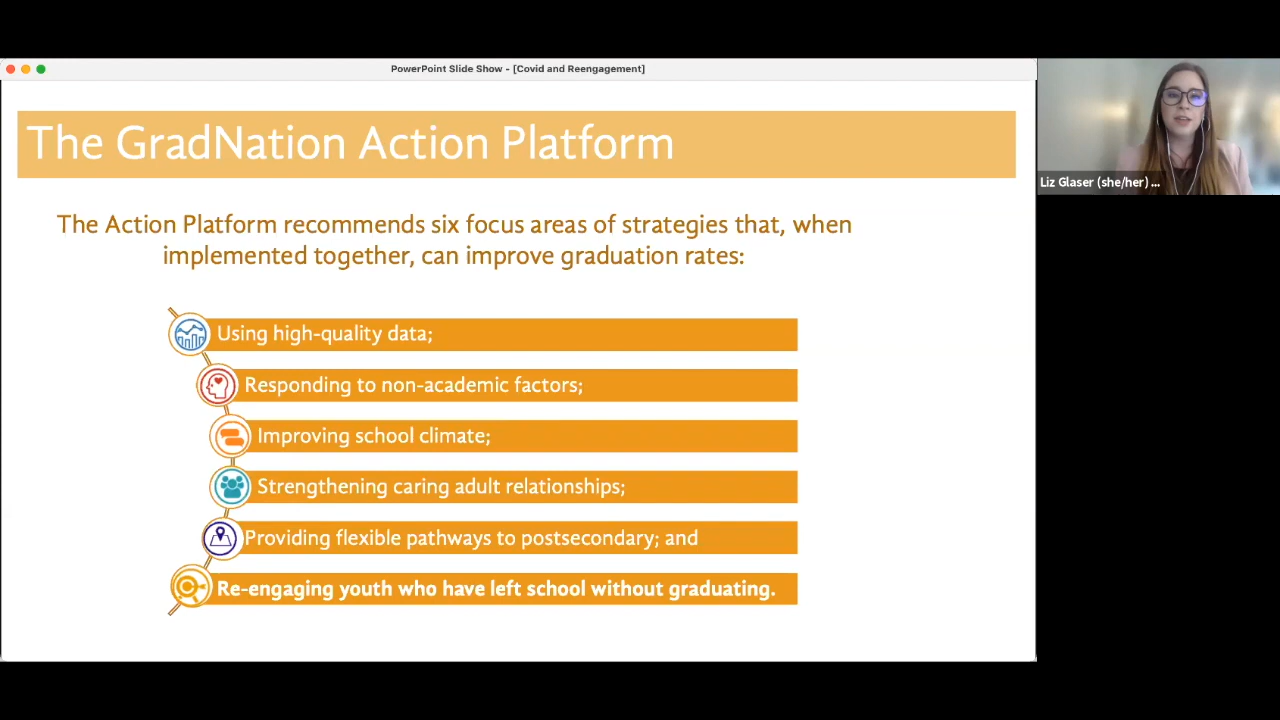 PowerPoint Slide Show - [Covid and Reengagement]
The GradNation Action Platform
The Action Platform recommends six focus areas of strategies that, when
implemented together, can improve graduation rates:
Using high-quality data;
Responding to non-academic factors;
Improving school climate;
Strengthening caring adult relationships;
Providing flexible pathways to postsecondary; and
Re-engaging youth who have left school without graduating.
Liz Glaser (she/her) ...